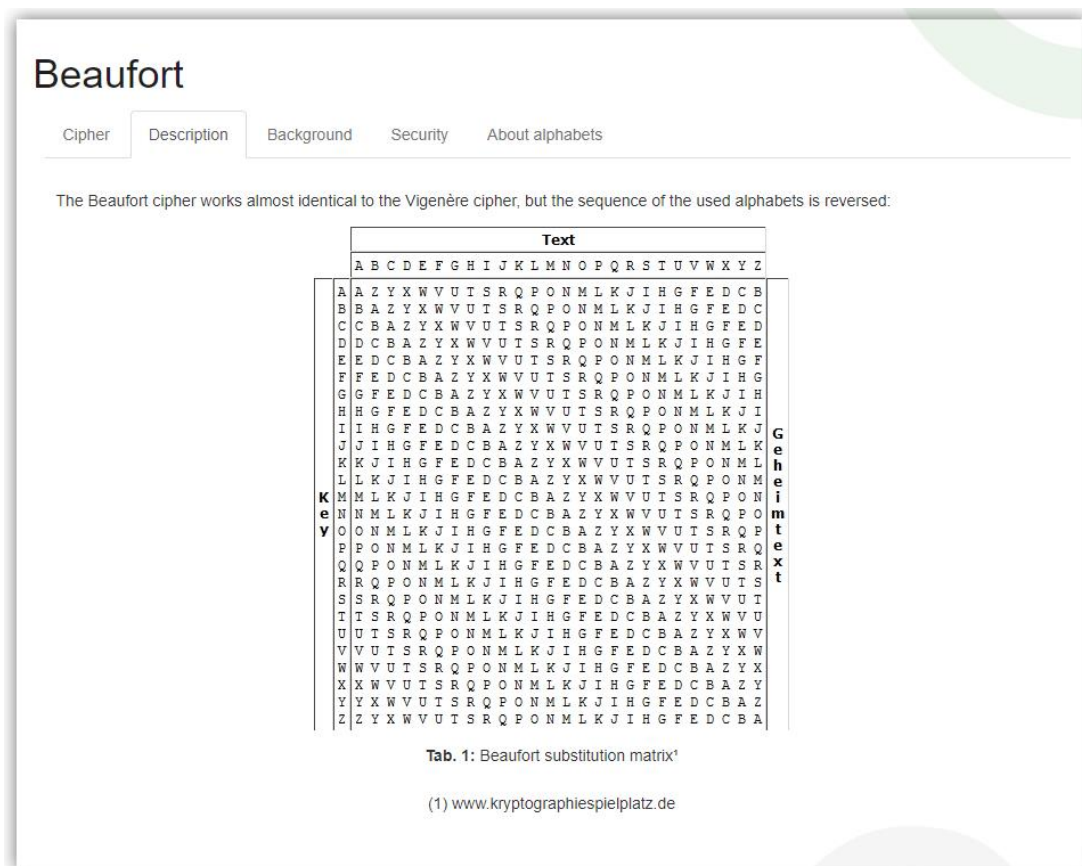 Beaufort
Cipher Description Background Security About alphabets
The Beaufort cipher works almost identical to the Vigenère cipher, but the sequence of the used alphabets is reversed:
Text
A B C D E F G H I J K L M N O P Q R S T U V W X Y Z
A A Z Y X W V U T S R Q P O N M L K J I H G F E D C B
B B A Z Y X W V U T S R Q P O N M L K J I H G F E D C
C C B A Z Y X W V U T S R Q P O N M L K J I H G F E D
D D C B A Z Y X W V U T S R Q P O N M L K J I H G F E
E E D C B A Z Y X W V U T S R Q P O N M L K J I H G F
F F E D C B A Z Y X W V U T S R Q P O N M L K J I H G
G G F E D C B A Z Y X W V U T S R Q P O N M L K J I H
H H G F E D C B A Z Y X W V U T S R Q P O N M L K J I
I I H G F E D C B A Z Y X W V U T S R Q P O N M L K J
J J I H G F E D C B A Z Y X W V U T S R Q P O N M L K
K K J I H G F E D C B A Z Y X W V U T S R Q P O N M L
L L K J I H G F E D C B A Z Y X W V U T S R Q P O N M
M M L K J I H G F E D C B A Z Y X W V U T S R Q P O N
N N M L K J I H G F E D C B A Z Y X W V U T S R Q P O
O O N M L K J I H G F E D C B A Z Y X W V U T S R Q P
P P O N M L K J I H G F E D C B A Z Y X W V U T S R Q
Q Q P O N M L K J I H G F E D C B A Z Y X W V U T S R
R R Q P O N M L K J I H G F E D C B A Z Y X W V U T S
S S R Q P O N M L K J I H G F E D C B A Z Y X W V U T
T T S R Q P O N M L K J I H G F E D C B A Z Y X W V U
U U T S R Q P O N M L K J I H G F E D C B A Z Y X W V
V V U T S R Q P O N M L K J I H G F E D C B A Z Y X W
W W V U T S R Q P O N M L K J I H G F E D C B A Z Y X
X X W V U T S R Q P O N M L K J I H G F E D C B A Z Y
Y Y X W V U T S R Q P O N M L K J I H G F E D C B A Z
Z Z Y X W V U T S R Q P O N M L K J I H G F E D C B A
Key
Geheimtext
Tab. 1: Beaufort substitution matrix¹
(1) www.kryptographiespielplatz.de